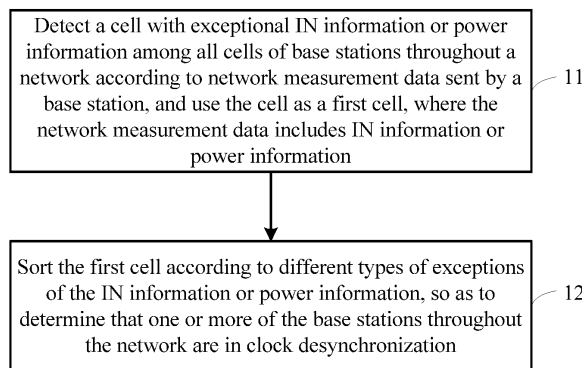 Detect a cell with exceptional IN information or power
information among all cells of base stations throughout a
network according to network measurement data sent by a
base station, and use the cell as a first cell, where the
network measurement data includes IN information or
power information
11
Sort the first cell according to different types of exceptions
of the IN information or power information, so as to
determine that one or more of the base stations throughout
the network are in clock desynchronization
12